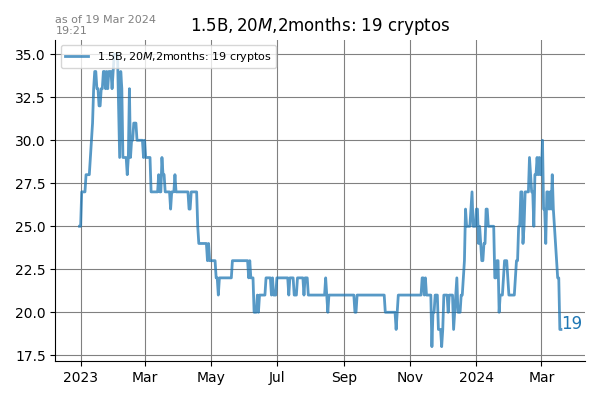 as of 19 Mar 2024
19:21
1.5B, 20M,2months: 19 cryptos
1.5B, 20M,2months: 19 cryptos
35.0
32.5
30.0
27.5
25.0
22.5
20.0
17.5
19
2023 Mar May Jul Sep Nov 2024 Mar